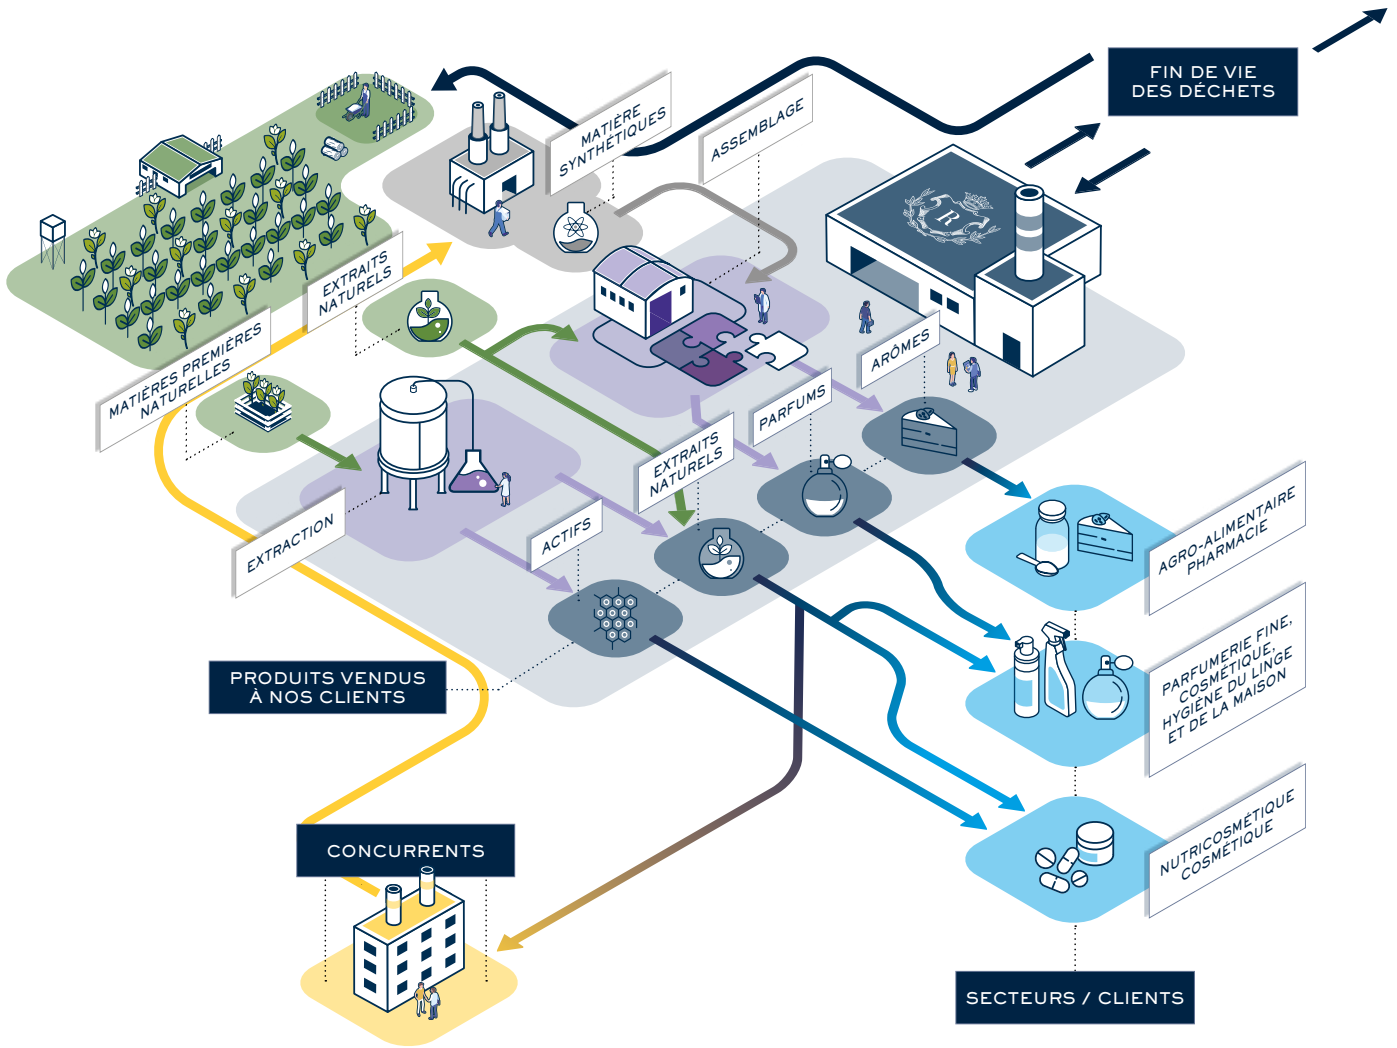 FIN DE VIE
DES DÉCHETS
MATIÈRE
SYNTHÉTIQUES
ASSEMBLAGE
R
EXTRAITS
NATURELS
MATIÈRES PREMIÈRES
NATURELLES
ARÔMES
PARFUMS
EXTRAITS
NATURELS
EXTRACTION
ACTIFS
AGRO-ALIMENTAIRE
PHARMACIE
PARFUMERIE FINE,
COSMÉTIQUE,
HYGIÈNE DU LINGE
ET DE LA MAISON
PRODUITS VENDUS
À NOS CLIENTS
NUTRICOSMÉTIQUE
COSMÉTIQUE
CONCURRENTS
SECTEURS / CLIENTS